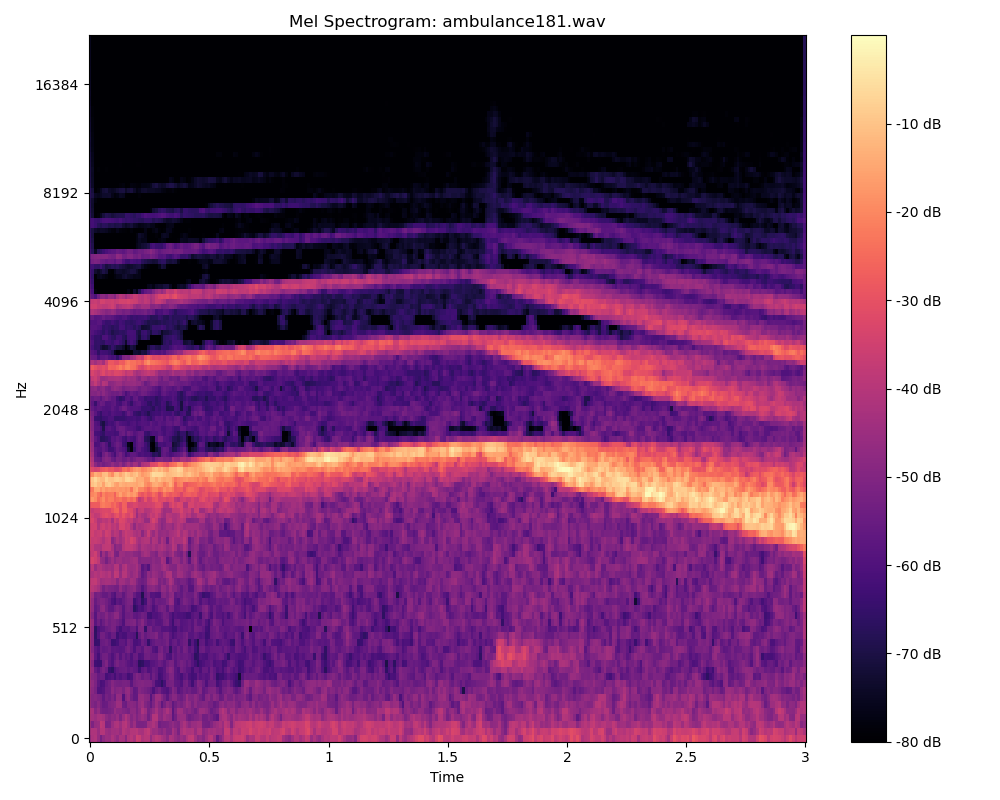 Mel Spectrogram: ambulance181.wav
16384
8192
4096
2048
1024
512
0
Hz
0
0.5
1
1.5
2
2.5
3
Time
-10 dB
-20 dB
-30 dB
-40 dB
-50 dB
-60 dB
-70 dB
-80 dB